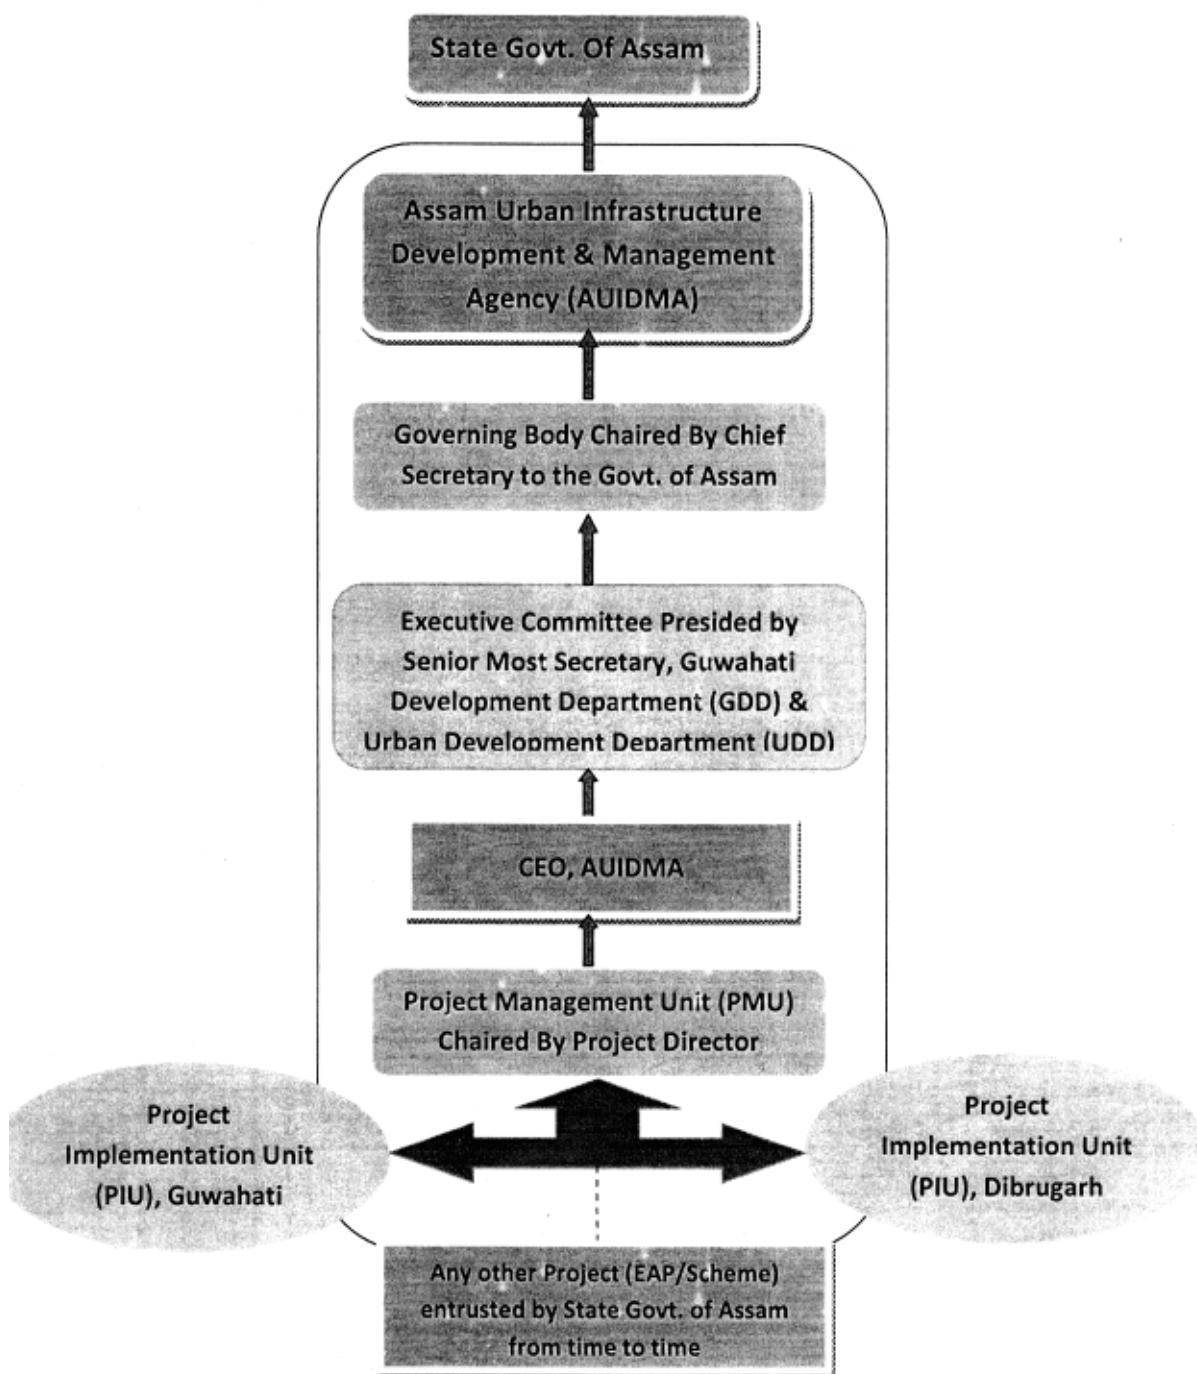 State Govt. Of Assam
Assam Urban Infrastructure
Development & Management
Agency (AUIDMA)
Governing Body Chaired By Chief
Secretary to the Govt. of Assam
Executive Committee Presided by
Senior Most Secretary, Guwahati
Development Department (GDD) &
Urban Development Department (UDD)
CEO, AUIDMA
Project Management Unit (PMU)
Chaired By Project Director
Project
Implementation Unit
(PIU), Guwahati
Project
Implementation Unit
(PIU), Dibrugarh
Any other Project (EAP/Scheme)
entrusted by State Govt. of Assam
from time to time